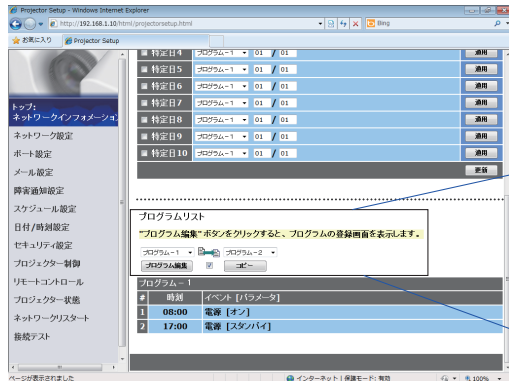 Projector Setup - Windows Internet Explorer
http://192.168.1.10/html/projectorsetup.html
Bing
お気に入り
Projector Setup
トップ:
ネットワークインフォメーション
ネットワーク設定
ポート設定
メール設定
障害通知設定
スケジュール設定
日付/時刻設定
セキュリティ設定
プロジェクター制御
リモートコントロール
プロジェクター状態
ネットワークリスタート
接続テスト
特定日4 プログラム-1 01 / 01 適用
特定日5 プログラム-1 01 / 01 適用
特定日6 プログラム-1 01 / 01 適用
特定日7 プログラム-1 01 / 01 適用
特定日8 プログラム-1 01 / 01 適用
特定日9 プログラム-1 01 / 01 適用
特定日10 プログラム-1 01 / 01 適用
更新
プログラムリスト
"プログラム編集"ボタンをクリックすると、プログラムの登録画面を表示します。
プログラム-1 プログラム-2
プログラム編集 コピー
プログラム - 1
# 時刻 イベント [パラメータ]
1 08:00 電源 [オン]
2 17:00 電源 [スタンバイ]
ページが表示されました
インターネット | 保護モード: 有効
100%